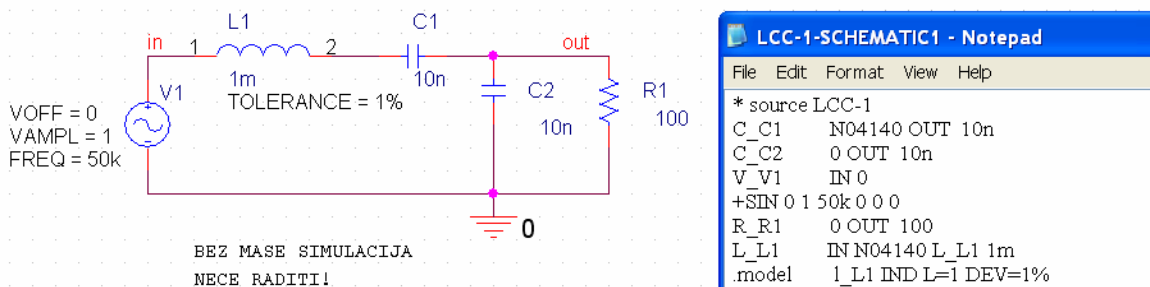 L1
C1
in
1
2
out
1m
10n
TOLERANCE = 1%
V1
VOFF = 0
VAMPL = 1
FREQ = 50k
C2
10n
R1
100
0
BEZ MASE SIMULACIJA
NECE RADITI!
LCC-1-SCHEMATIC1 - Notepad
File Edit Format View Help
* source LCC-1
C_C1 N04140 OUT 10n
C_C2 0 OUT 10n
V_V1 IN 0
+SIN 0 1 50k 0 0 0
R_R1 0 OUT 100
L_L1 IN N04140 L_L1 1m
.model l_L1 IND L=1 DEV=1%